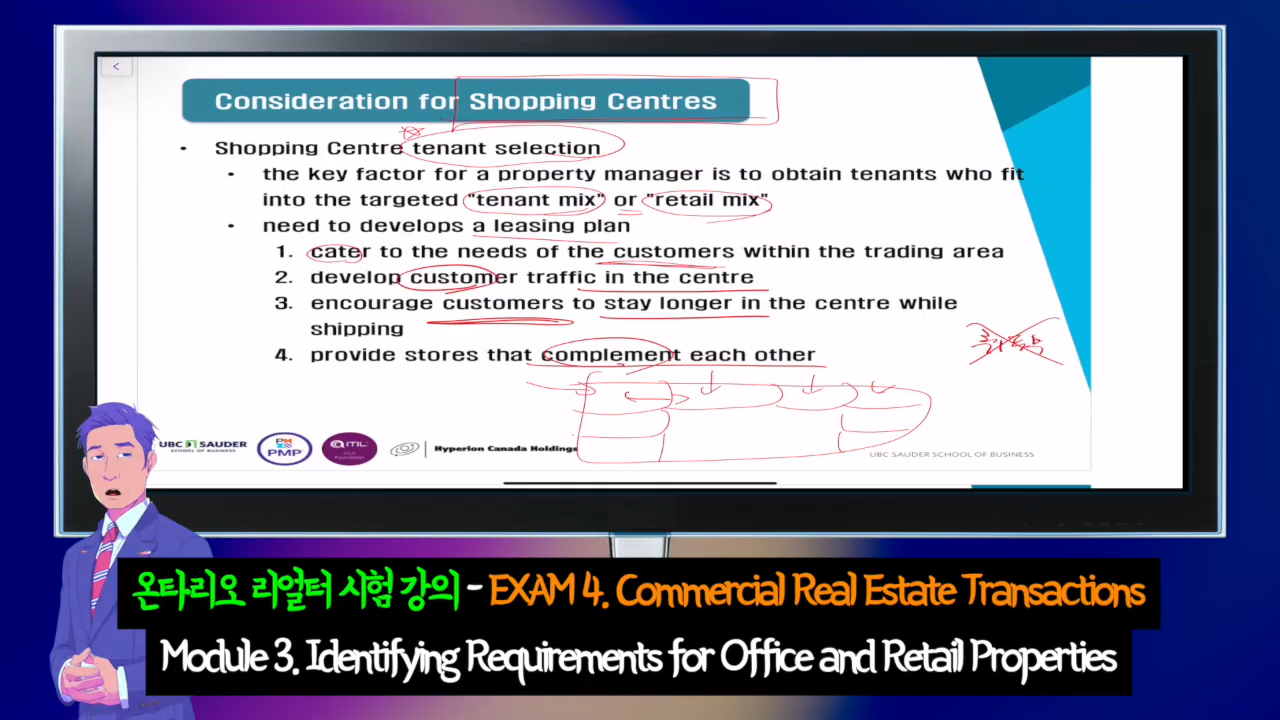 <
Consideration for Shopping Centres
• Shopping Centre tenant selection
• the key factor for a property manager is to obtain tenants who fit
into the targeted "tenant mix" or "retail mix"
• need to develops a leasing plan
1. cater to the needs of the customers within the trading area
2. develop customer traffic in the centre
3. encourage customers to stay longer in the centre while
shipping
4. provide stores that complement each other
UBC SAUDER
SCHOOL OF BUSINESS
PMP
ITIL
Hyperion Canada Holdings
UBC SAUDER SCHOOL OF BUSINESS
온타리오 리얼터 시험 강의 - EXAM 4. Commercial Real Estate Transactions
Module 3. Identifying Requirements for Office and Retail Properties